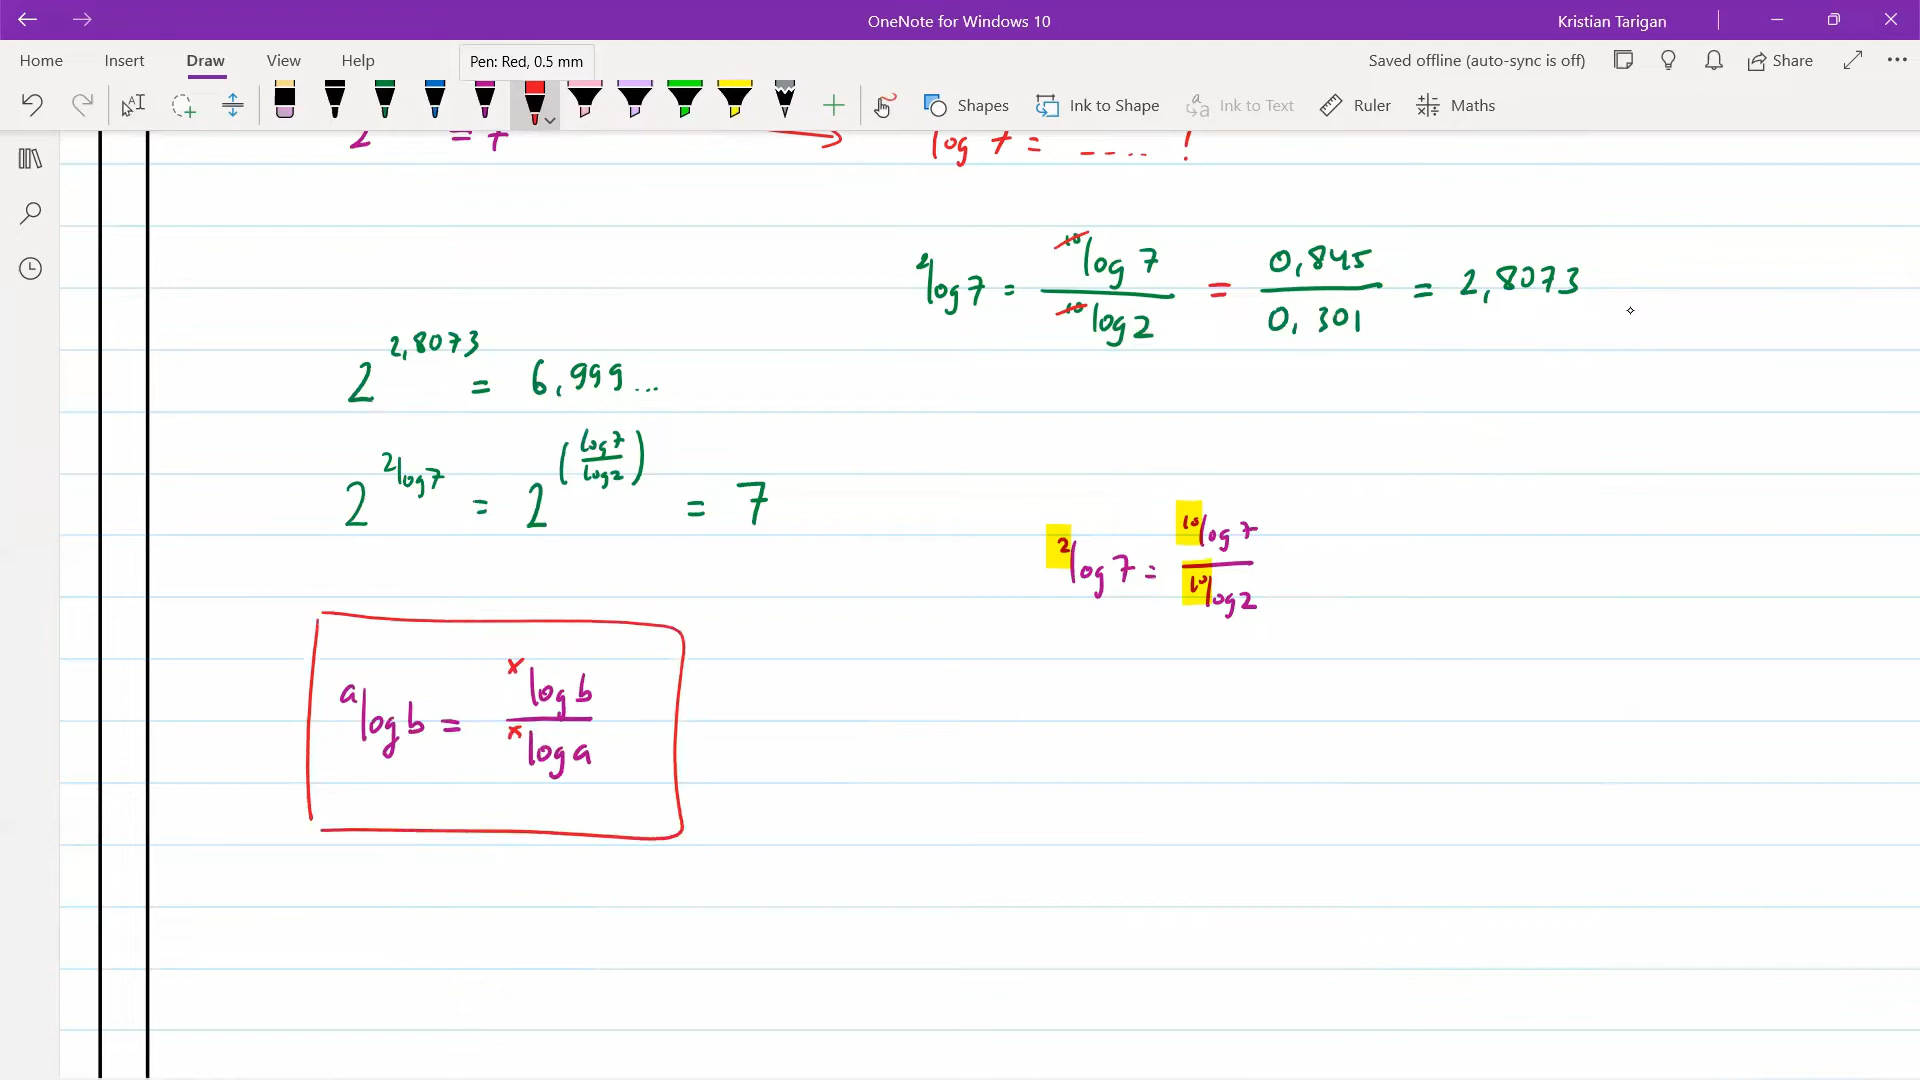 OneNote for Windows 10
Kristian Tarigan
Home Insert Draw View Help
Pen: Red, 0.5 mm
Saved offline (auto-sync is off) Share
Shapes Ink to Shape Ink to Text Ruler Maths
2 = 7
log 7 = ---.. !
²log 7 = ¹⁰log 7 / ¹⁰log 2 = 0,845 / 0,301 = 2,8073
2^2,8073 = 6,999...
2^²log7 = 2^(log7/log2) = 7
²log 7 = ¹⁰log 7 / ¹⁰log 2
ᵃlog b = ˣlog b / ˣlog a